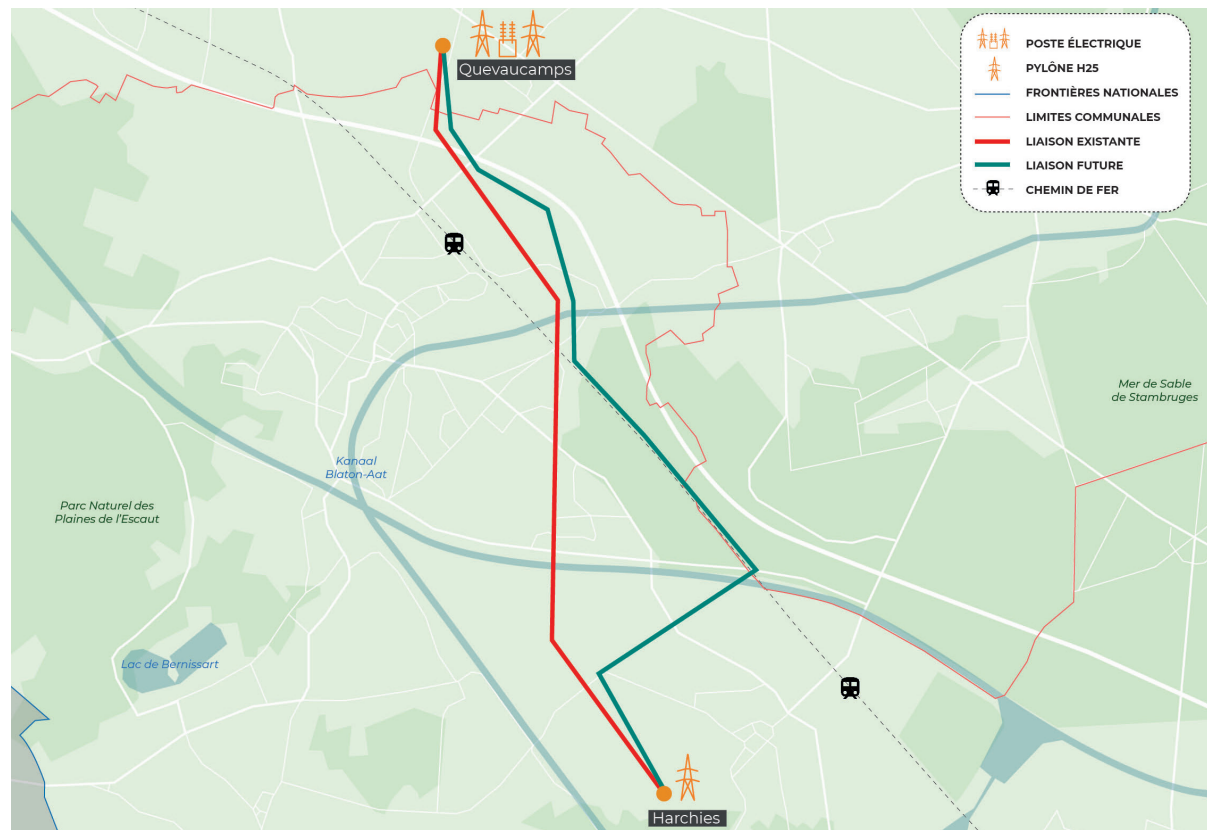 Quevaucamps
POSTE ÉLECTRIQUE
PYLÔNE H25
FRONTIÈRES NATIONALES
LIMITES COMMUNALES
LIAISON EXISTANTE
LIAISON FUTURE
CHEMIN DE FER
Mer de Sable
de Stambruges
Kanaal
Blaton-Aat
Parc Naturel des
Plaines de l'Escaut
Lac de Bernissart
Harchies